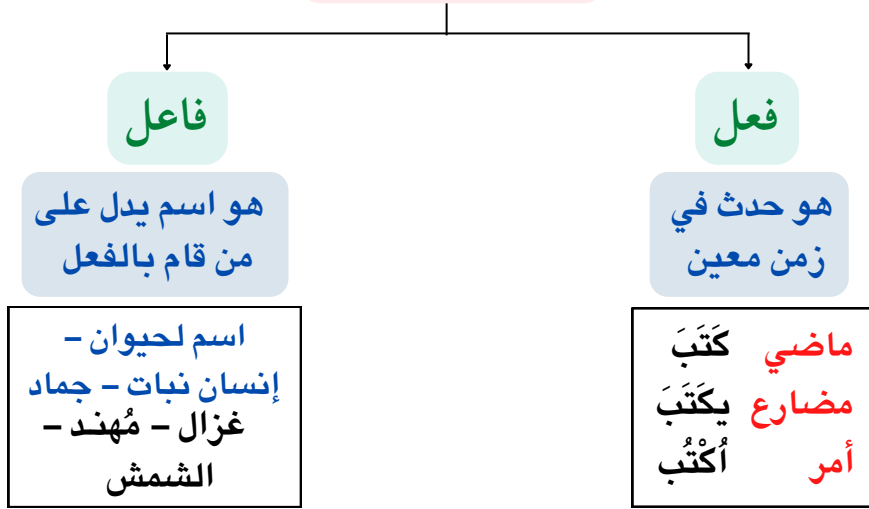 فعل
هو حدث في
زمن معين
ماضي كَتَبَ
مضارع يكَتَبَ
أمر اُكْتُب
فاعل
هو اسم يدل على
من قام بالفعل
اسم لحيوان –
إنسان نبات – جماد
غزال – مُهند –
الشمش